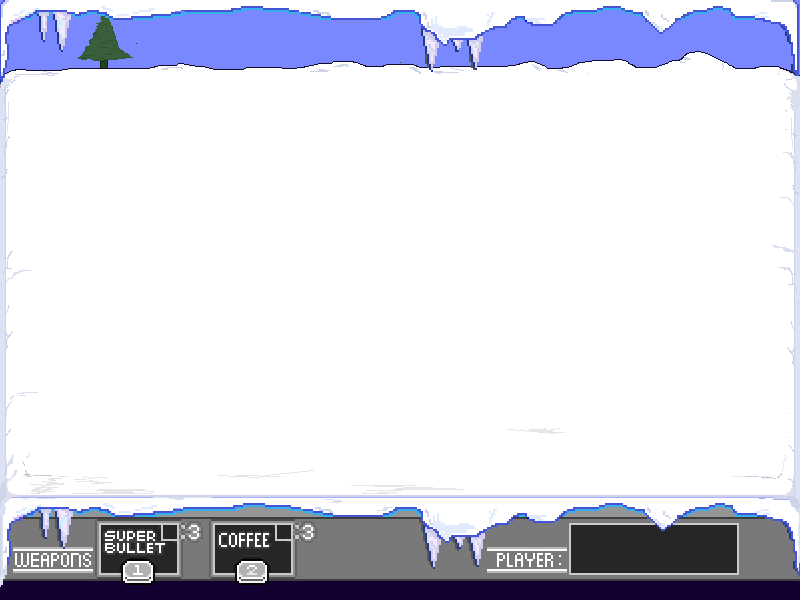 SUPER
BULLET
:3
COFFEE
:3
WEAPONS
1
2
PLAYER: